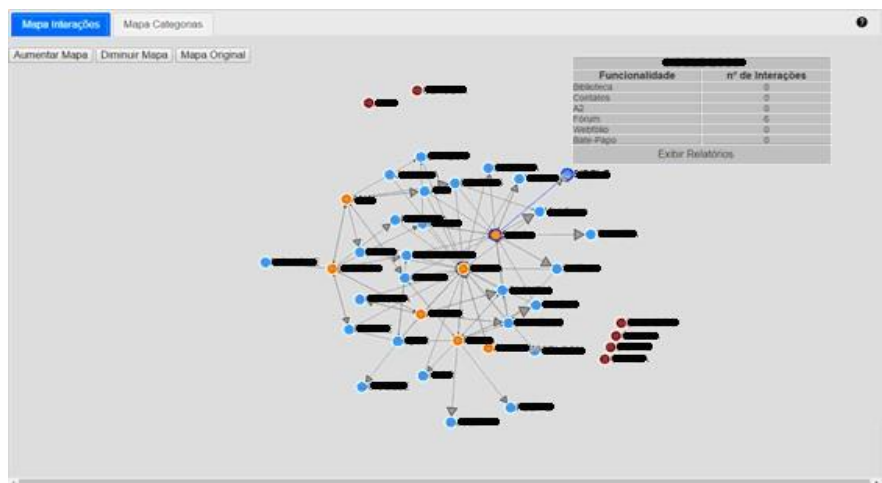 Mapa Interações Mapa Categorias
Aumentar Mapa Diminuir Mapa Mapa Original
Funcionalidade nº de Interações
Biblioteca 0
Contatos 0
A2 0
Fórum 6
Webfólio 0
Bate-Papo 0
Exibir Relatórios